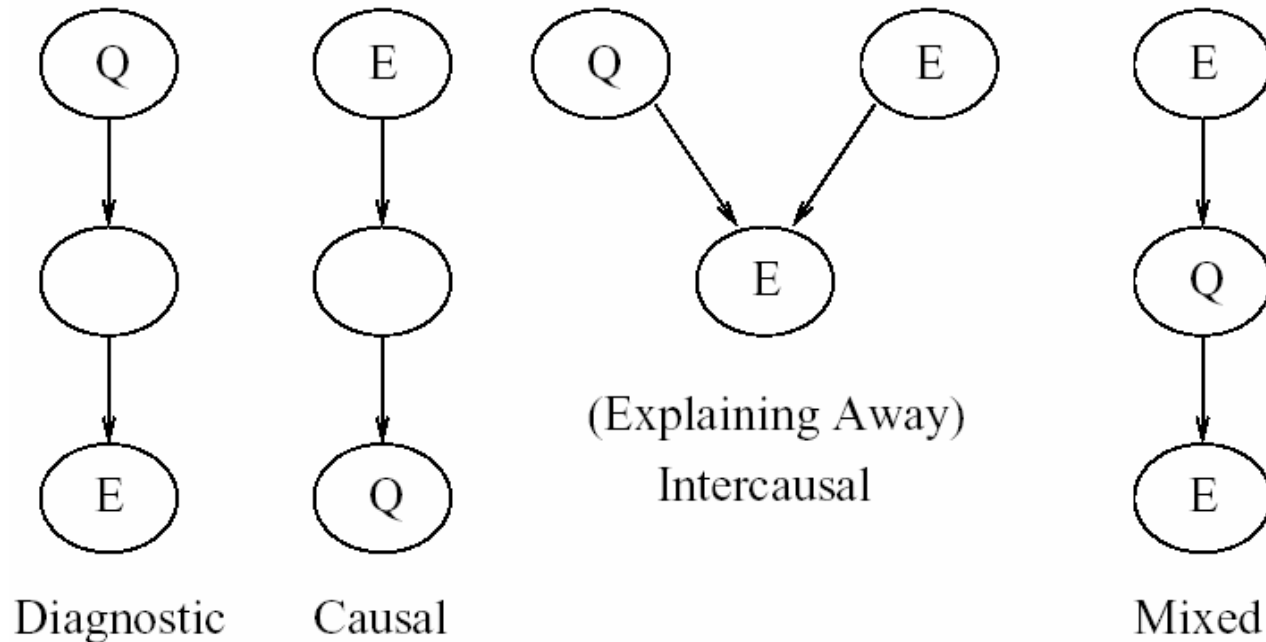 Q
E
Q
E
E
E
Q
(Explaining Away)
Intercausal
E
Q
E
Diagnostic
Causal
Mixed